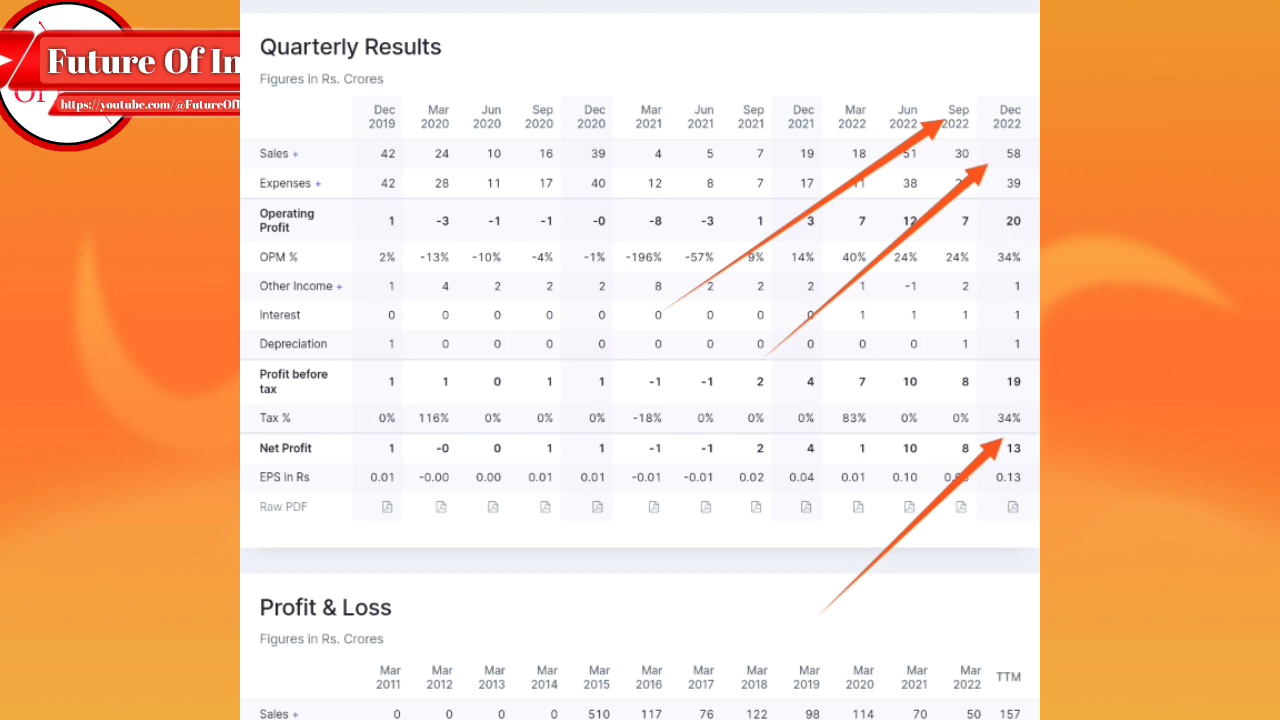 Future Of In
Of
https://youtube.com/@FutureOfI
Quarterly Results
Figures in Rs. Crores
Dec 2019 Mar 2020 Jun 2020 Sep 2020 Dec 2020 Mar 2021 Jun 2021 Sep 2021 Dec 2021 Mar 2022 Jun 2022 Sep 2022 Dec 2022
Sales + 42 24 10 16 39 4 5 7 19 18 51 30 58
Expenses + 42 28 11 17 40 12 8 7 17 11 38 39
Operating Profit 1 -3 -1 -1 -0 -8 -3 1 3 7 12 7 20
OPM % 2% -13% -10% -4% -1% -196% -57% 9% 14% 40% 24% 24% 34%
Other Income + 1 4 2 2 2 8 2 2 2 1 -1 2 1
Interest 0 0 0 0 0 0 0 0 0 1 1 1 1
Depreciation 1 0 0 0 0 0 0 0 0 0 0 1 1
Profit before tax 1 1 0 1 1 -1 -1 2 4 7 10 8 19
Tax % 0% 116% 0% 0% 0% -18% 0% 0% 0% 83% 0% 0% 34%
Net Profit 1 -0 0 1 1 -1 -1 2 4 1 10 8 13
EPS in Rs 0.01 -0.00 0.00 0.01 0.01 -0.01 -0.01 0.02 0.04 0.01 0.10 0.13
Raw PDF
Profit & Loss
Figures in Rs. Crores
Mar 2011 Mar 2012 Mar 2013 Mar 2014 Mar 2015 Mar 2016 Mar 2017 Mar 2018 Mar 2019 Mar 2020 Mar 2021 Mar 2022 TTM
Sales + 0 0 0 0 510 117 76 122 98 114 70 50 157